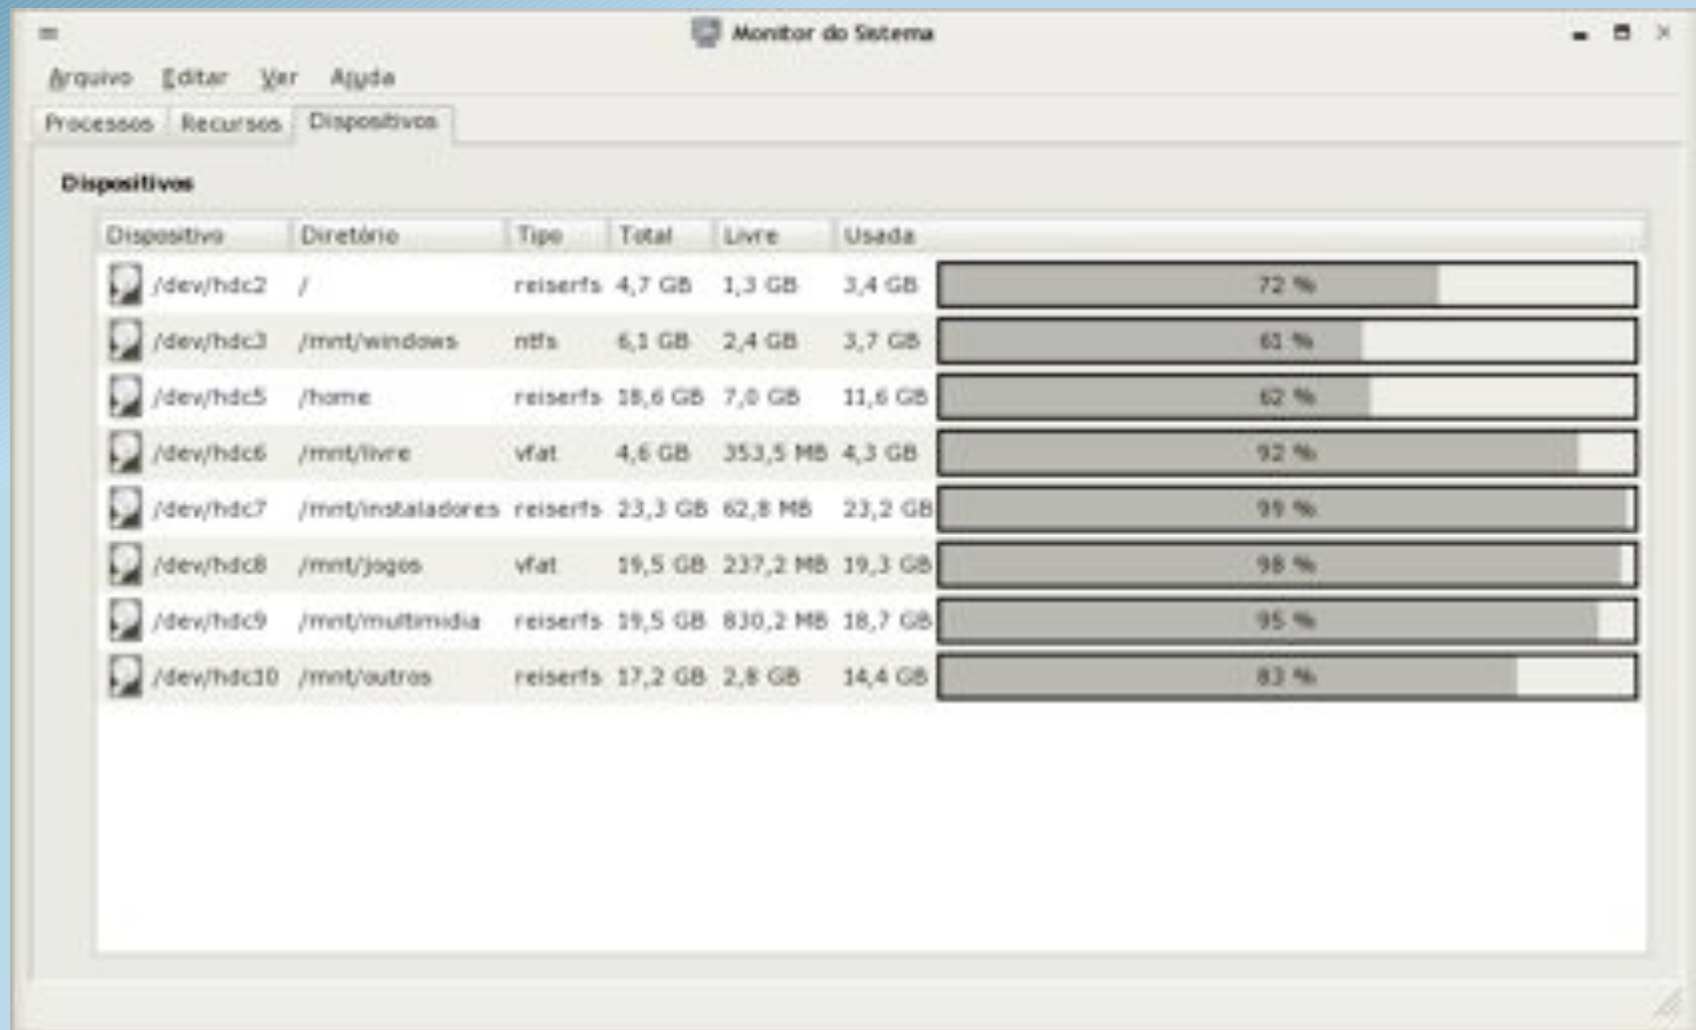 Monitor do Sistema
Arquivo Editar Ver Ajuda
Processos Recursos Dispositivos
Dispositivos
Dispositivo Diretório Tipo Total Livre Usada
/dev/hdc2 / reiserfs 4,7 GB 1,3 GB 3,4 GB 72 %
/dev/hdc3 /mnt/windows ntfs 6,1 GB 2,4 GB 3,7 GB 61 %
/dev/hdc5 /home reiserfs 18,6 GB 7,0 GB 11,6 GB 62 %
/dev/hdc6 /mnt/livre vfat 4,6 GB 353,5 MB 4,3 GB 92 %
/dev/hdc7 /mnt/instaladores reiserfs 23,3 GB 62,8 MB 23,2 GB 99 %
/dev/hdc8 /mnt/jogos vfat 19,5 GB 237,2 MB 19,3 GB 98 %
/dev/hdc9 /mnt/multimidia reiserfs 19,5 GB 830,2 MB 18,7 GB 95 %
/dev/hdc10 /mnt/outros reiserfs 17,2 GB 2,8 GB 14,4 GB 83 %